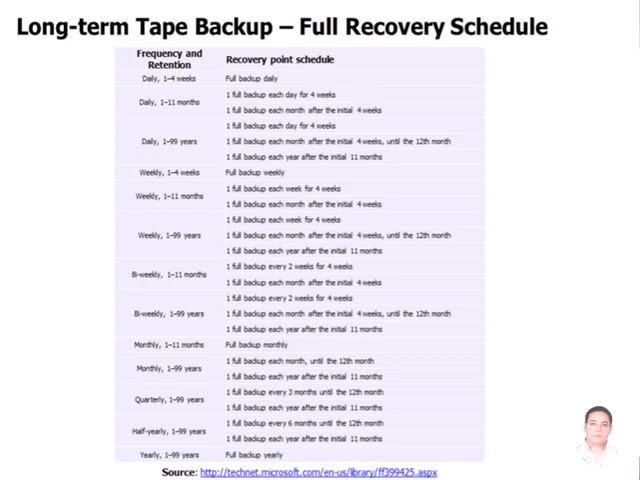 Long-term Tape Backup – Full Recovery Schedule
Frequency and Retention
Recovery point schedule
Daily, 1–4 weeks
Full backup daily
Daily, 1–11 months
1 full backup each day for 4 weeks
1 full backup each month after the initial 4 weeks
Daily, 1–99 years
1 full backup each day for 4 weeks
1 full backup each month after the initial 4 weeks, until the 12th month
1 full backup each year after the initial 11 months
Weekly, 1–4 weeks
Full backup weekly
Weekly, 1–11 months
1 full backup each week for 4 weeks
1 full backup each month after the initial 4 weeks
Weekly, 1–99 years
1 full backup each week for 4 weeks
1 full backup each month after the initial 4 weeks, until the 12th month
1 full backup each year after the initial 11 months
Bi-weekly, 1–11 months
1 full backup every 2 weeks for 4 weeks
1 full backup each month after the initial 4 weeks
Bi-weekly, 1–99 years
1 full backup every 2 weeks for 4 weeks
1 full backup each month after the initial 4 weeks, until the 12th month
1 full backup each year after the initial 11 months
Monthly, 1–11 months
Full backup monthly
Monthly, 1–99 years
1 full backup each month, until the 12th month
1 full backup each year after the initial 11 months
Quarterly, 1–99 years
1 full backup every 3 months until the 12th month
1 full backup each year after the initial 11 months
Half-yearly, 1–99 years
1 full backup every 6 months until the 12th month
1 full backup each year after the initial 11 months
Yearly, 1–99 years
Full backup yearly
Source: http://technet.microsoft.com/en-us/library/ff399425.aspx